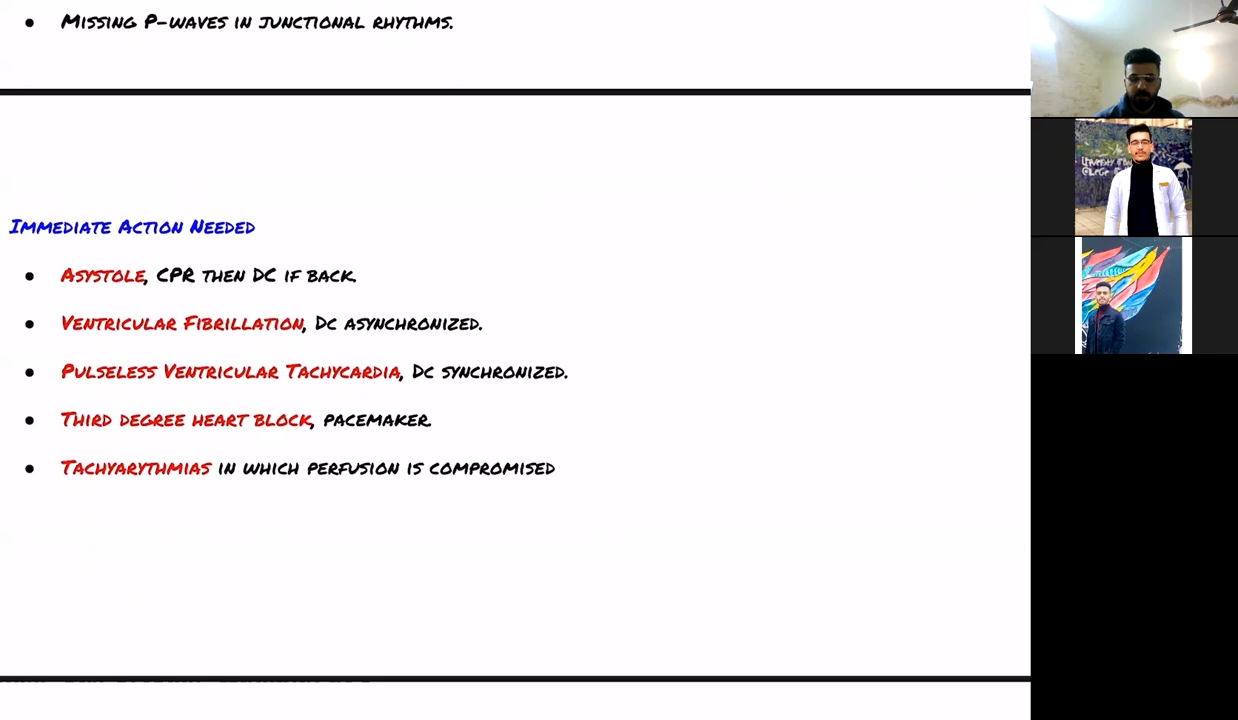 • Missing P-waves in junctional rhythms.
Immediate Action Needed
• Asystole, CPR then DC if back.
• Ventricular Fibrillation, Dc asynchronized.
• Pulseless Ventricular Tachycardia, Dc synchronized.
• Third degree heart block, pacemaker.
• Tachyarythmias in which perfusion is compromised